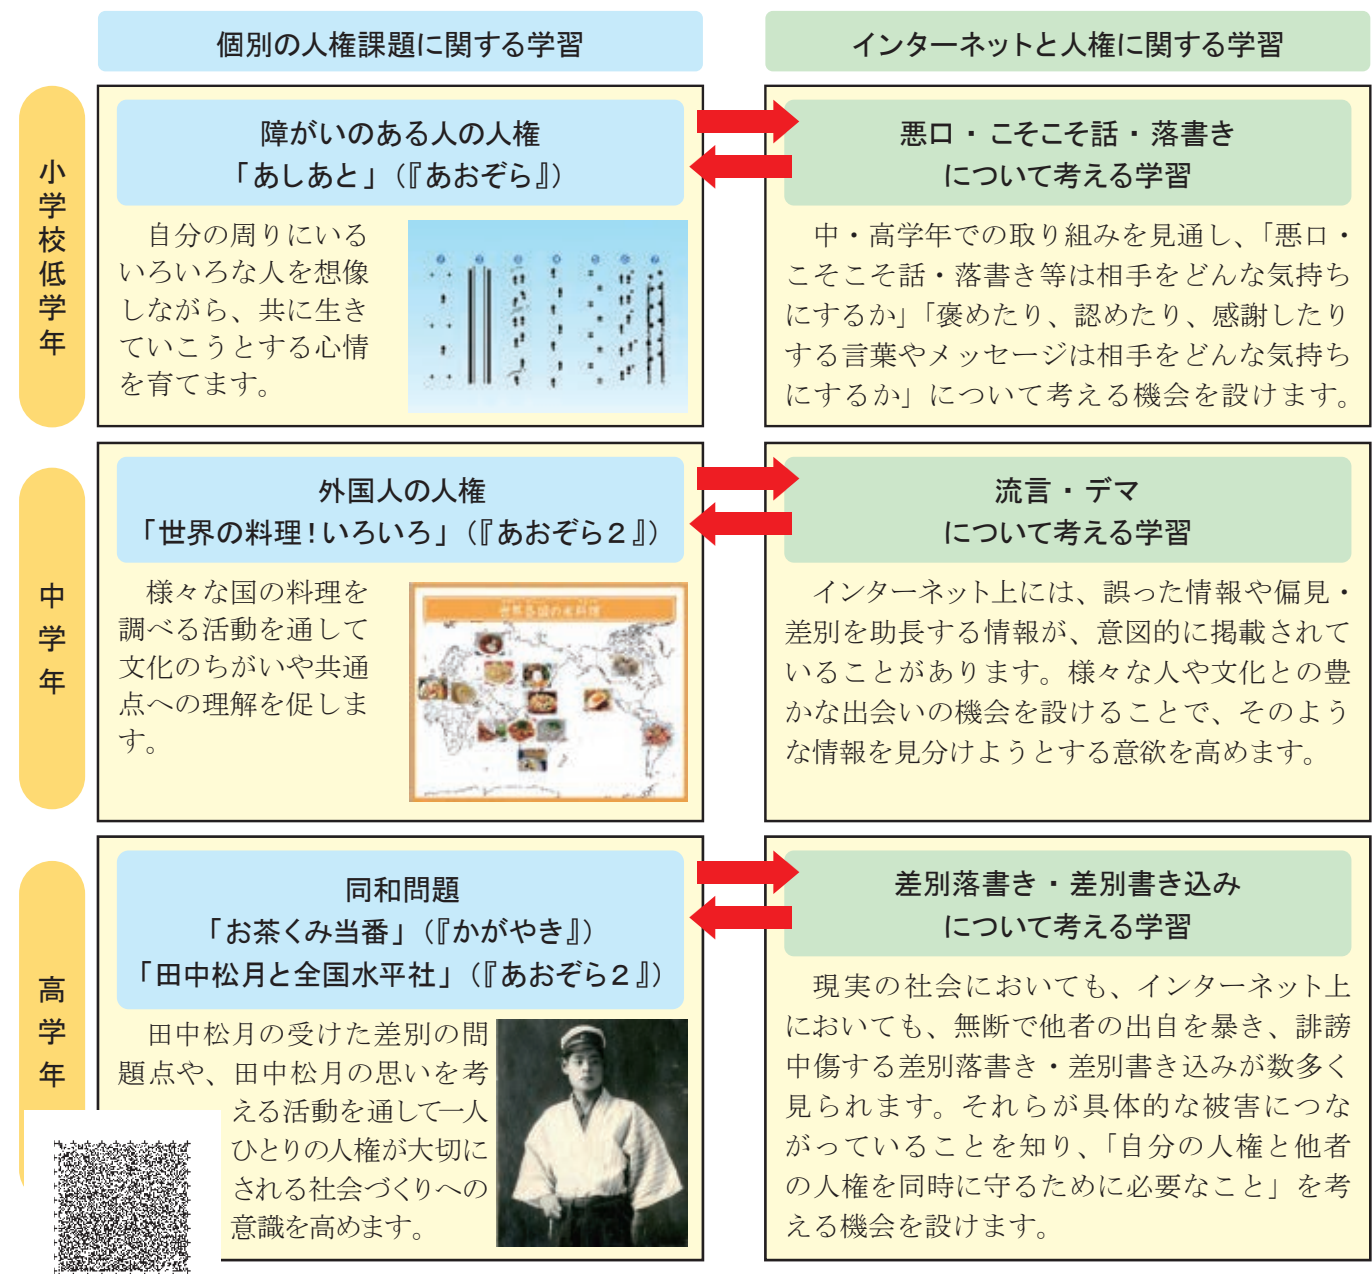 個別の人権課題に関する学習
インターネットと人権に関する学習
小学校低学年
障がいのある人の人権
「あしあと」(『あおぞら』)
自分の周りにいる
いろいろな人を想像
しながら、共に生き
ていこうとする心情
を育てます。
悪口・こそこそ話・落書き
について考える学習
中・高学年での取り組みを見通し、「悪口・
こそこそ話・落書き等は相手をどんな気持ち
にするか」「褒めたり、認めたり、感謝したり
する言葉やメッセージは相手をどんな気持ち
にするか」について考える機会を設けます。
中学年
外国人の人権
「世界の料理!いろいろ」(『あおぞら2』)
様々な国の料理を
調べる活動を通して
文化のちがいや共通
点への理解を促しま
す。
世界各国の米料理
流言・デマ
について考える学習
インターネット上には、誤った情報や偏見・
差別を助長する情報が、意図的に掲載されて
いることがあります。様々な人や文化との豊
かな出会いの機会を設けることで、そのよう
な情報を見分けようとする意欲を高めます。
高学年
同和問題
「お茶くみ当番」(『かがやき』)
「田中松月と全国水平社」(『あおぞら2』)
田中松月の受けた差別の問
題点や、田中松月の思いを考
える活動を通して一人
ひとりの人権が大切に
される社会づくりへの
意識を高めます。
差別落書き・差別書き込み
について考える学習
現実の社会においても、インターネット上
においても、無断で他者の出自を暴き、誹謗
中傷する差別落書き・差別書き込みが数多く
見られます。それらが具体的な被害につな
がっていることを知り、「自分の人権と他者
の人権を同時に守るために必要なこと」を考
える機会を設けます。